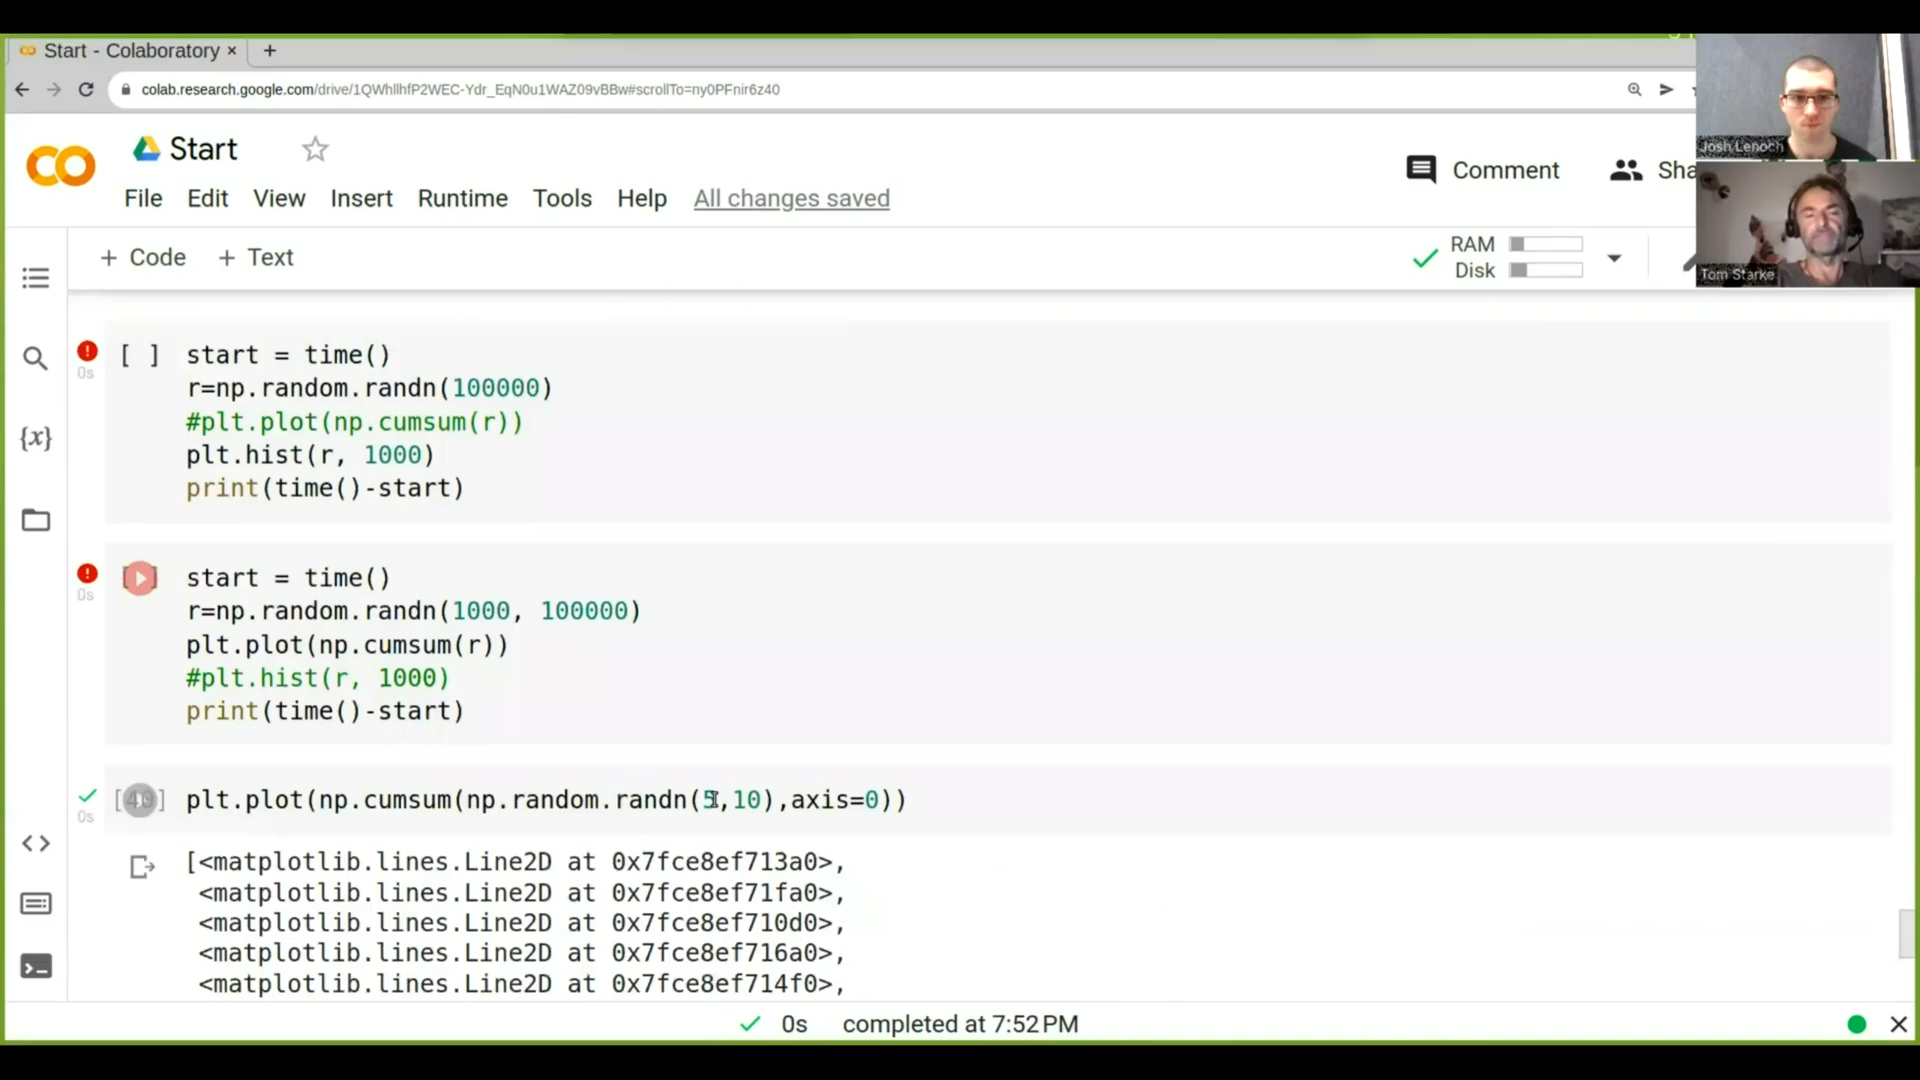 Start - Colaboratory × +
colab.research.google.com/drive/1QWhllhfP2WEC-Ydr_EqN0u1WAZ09vBBw#scrollTo=ny0PFnir6z40
Start
File Edit View Insert Runtime Tools Help All changes saved
Comment
+ Code + Text
RAM
Disk
Josh Lenoch
Tom Starke
0s
[ ] start = time()
r=np.random.randn(100000)
#plt.plot(np.cumsum(r))
plt.hist(r, 1000)
print(time()-start)
0s
start = time()
r=np.random.randn(1000, 100000)
plt.plot(np.cumsum(r))
#plt.hist(r, 1000)
print(time()-start)
{x}
0s
plt.plot(np.cumsum(np.random.randn(5,10),axis=0))
[<matplotlib.lines.Line2D at 0x7fce8ef713a0>,
<matplotlib.lines.Line2D at 0x7fce8ef71fa0>,
<matplotlib.lines.Line2D at 0x7fce8ef710d0>,
<matplotlib.lines.Line2D at 0x7fce8ef716a0>,
<matplotlib.lines.Line2D at 0x7fce8ef714f0>,
0s completed at 7:52 PM